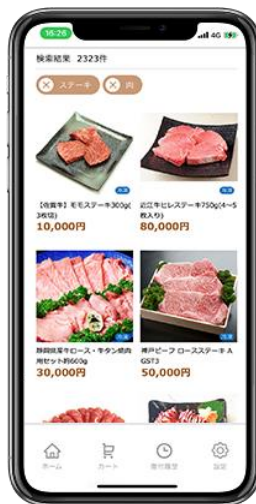 16:26
4G
検索結果 2323件
ステーキ
肉
冷凍
冷凍
【佐賀牛】モモステーキ300g(
3枚切)
10,000円
近江牛ヒレステーキ750g(4〜5
枚入り)
80,000円
冷凍
冷凍
静岡県産牛ロース・牛タン焼肉
用セット約600g
30,000円
神戸ビーフ ロースステーキ A
GST3
50,000円
ホーム
カート
寄付履歴
設定